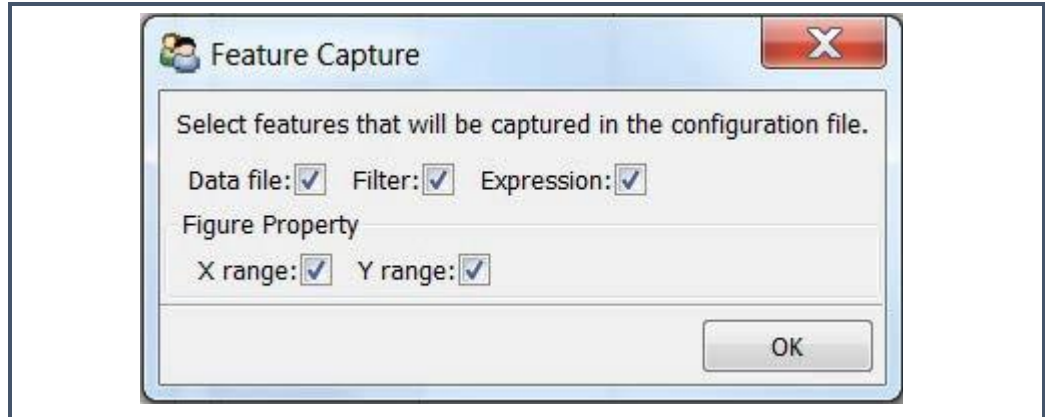 Feature Capture
Select features that will be captured in the configuration file.
Data file: Filter: Expression:
Figure Property
X range: Y range:
OK